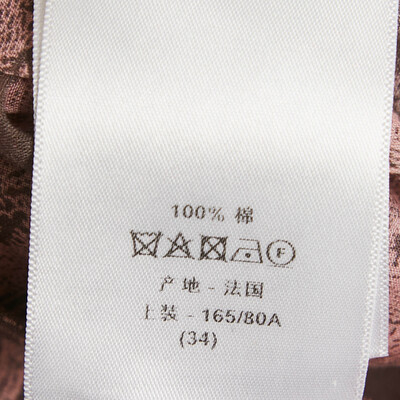 100% 棉
F
产地 - 法国
上装 - 165/80A
(34)